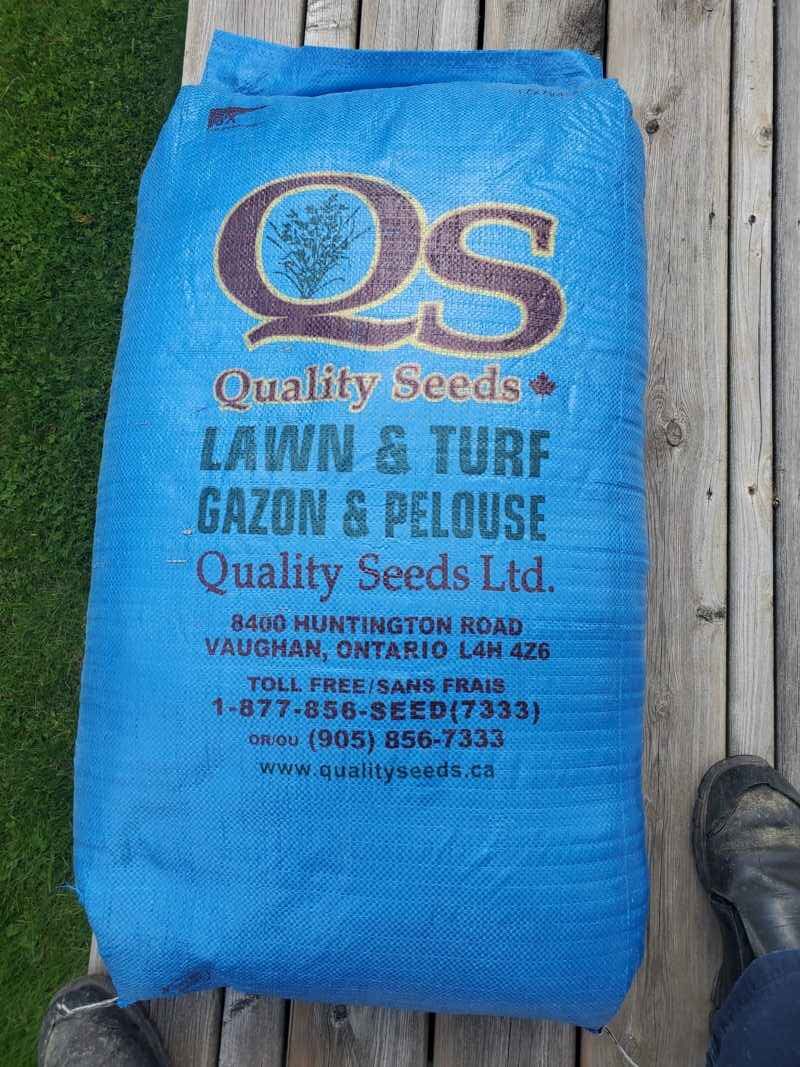 QS
Quality Seeds
LAWN & TURF
GAZON & PELOUSE
Quality Seeds Ltd.
8400 HUNTINGTON ROAD
VAUGHAN, ONTARIO L4H 4Z6
TOLL FREE/SANS FRAIS
1-877-856-SEED(7333)
OR/OU (905) 856-7333
www.qualityseeds.ca